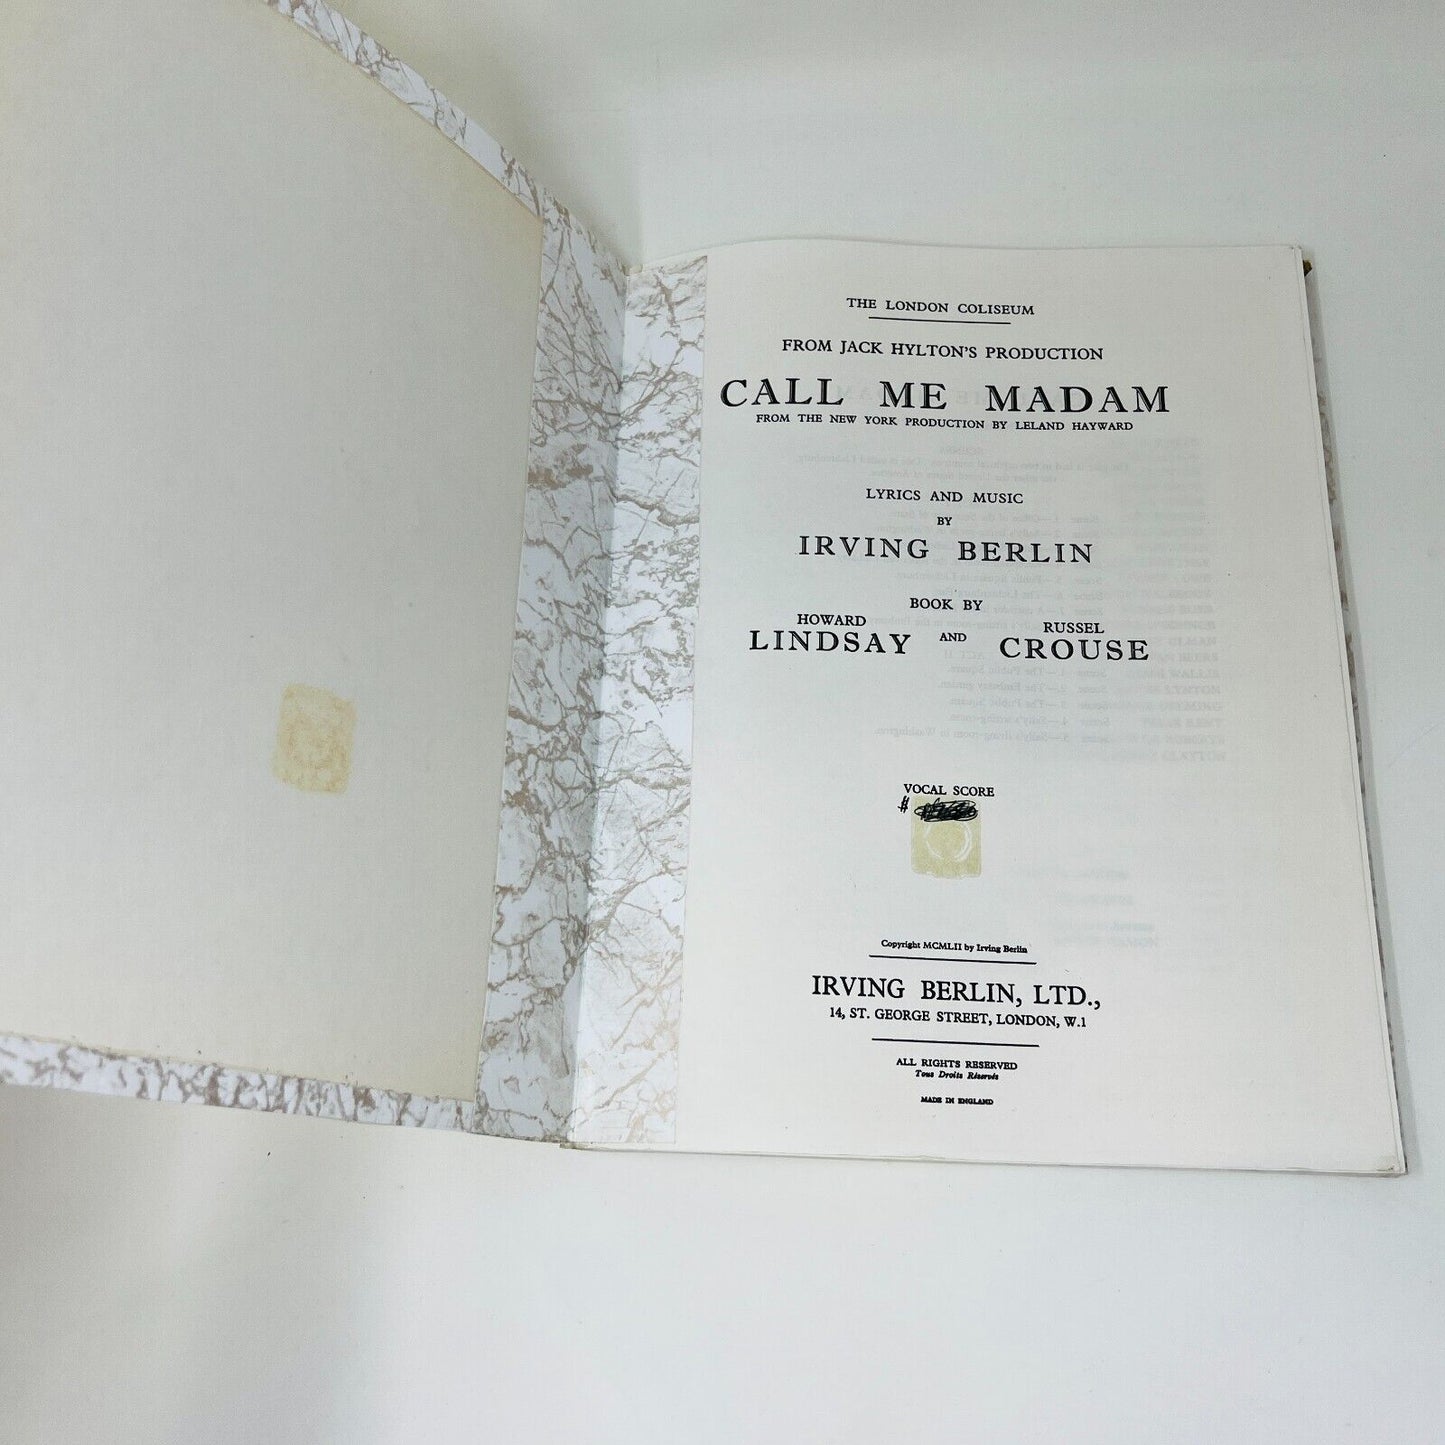 THE LONDON COLISEUM
FROM JACK HYLTON'S PRODUCTION
CALL ME MADAM
FROM THE NEW YORK PRODUCTION BY LELAND HAYWARD
LYRICS AND MUSIC
BY
IRVING BERLIN
BOOK BY
HOWARD RUSSEL
LINDSAY AND CROUSE
VOCAL SCORE
$
Copyright MCMLII by Irving Berlin
IRVING BERLIN, LTD.,
14, ST. GEORGE STREET, LONDON, W.1
ALL RIGHTS RESERVED
Tous Droits Réservés
MADE IN ENGLAND